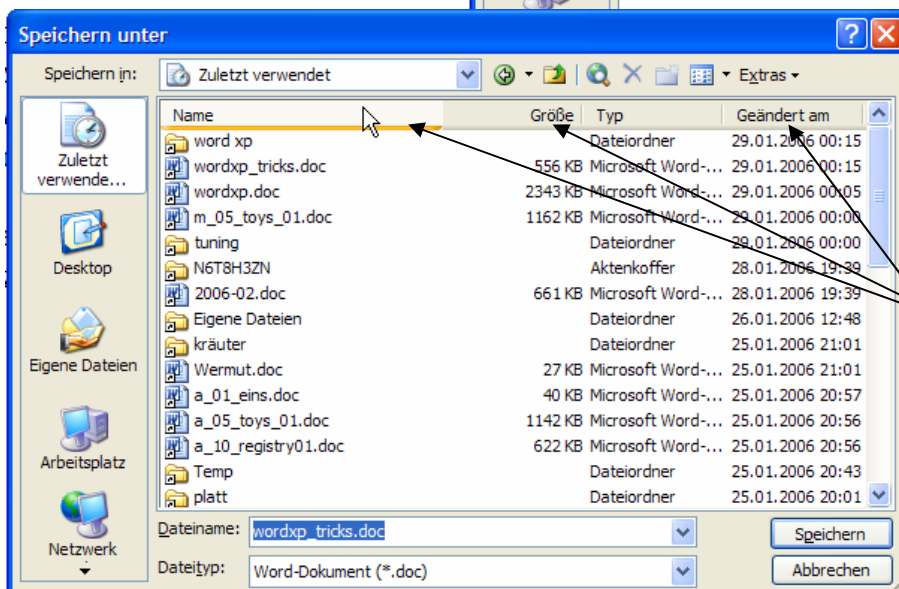 Speichern unter
Speichern in: Zuletzt verwendet Extras
Name Größe Typ Geändert am
word xp Dateiordner 29.01.2006 00:15
wordxp_tricks.doc 556 KB Microsoft Word-... 29.01.2006 00:15
wordxp.doc 2343 KB Microsoft Word-... 29.01.2006 00:05
m_05_toys_01.doc 1162 KB Microsoft Word-... 29.01.2006 00:00
tuning Dateiordner 29.01.2006 00:00
N6T8H3ZN Aktenkoffer 28.01.2006 19:39
2006-02.doc 661 KB Microsoft Word-... 28.01.2006 19:39
Eigene Dateien Dateiordner 26.01.2006 12:48
kräuter Dateiordner 25.01.2006 21:01
Wermut.doc 27 KB Microsoft Word-... 25.01.2006 21:01
a_01_eins.doc 40 KB Microsoft Word-... 25.01.2006 20:57
a_05_toys_01.doc 1142 KB Microsoft Word-... 25.01.2006 20:56
a_10_registry01.doc 622 KB Microsoft Word-... 25.01.2006 20:56
Temp Dateiordner 25.01.2006 20:43
platt Dateiordner 25.01.2006 20:01
Zuletzt
verwende...
Desktop
Eigene Dateien
Arbeitsplatz
Netzwerk
Dateiname: wordxp_tricks.doc Speichern
Dateityp: Word-Dokument (*.doc) Abbrechen